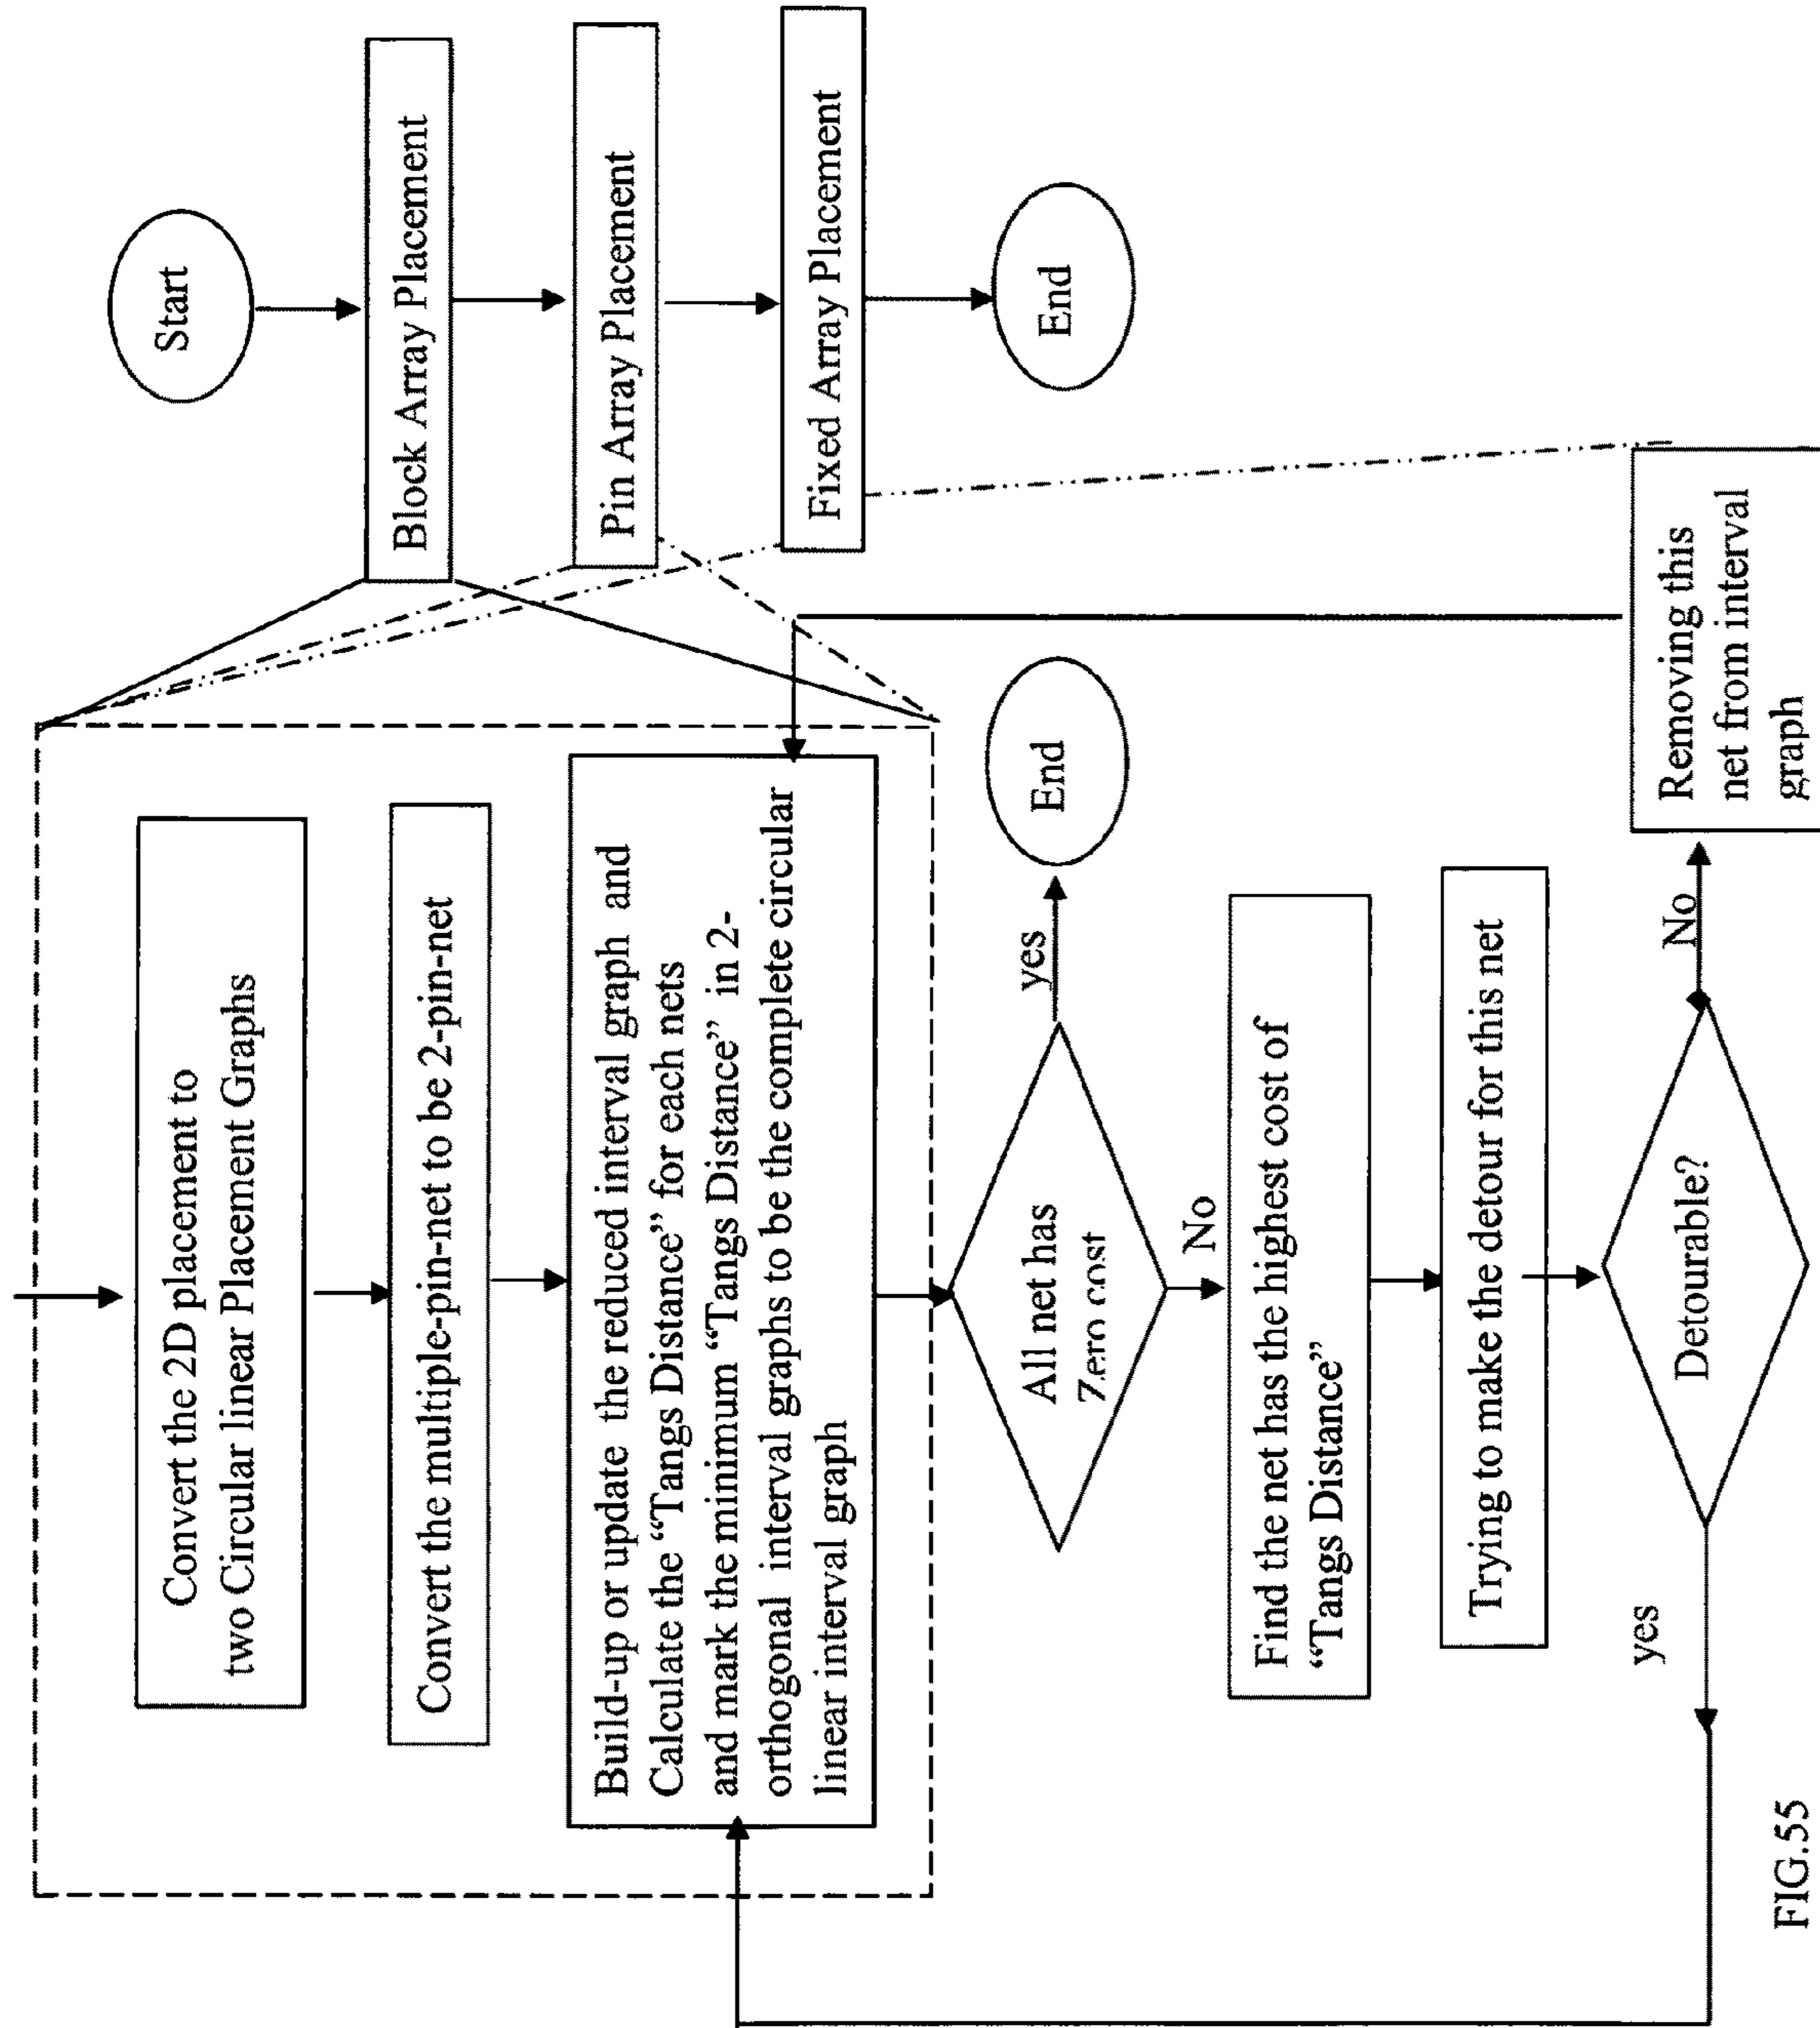 Start
Block Array Placement
Pin Array Placement
Fixed Array Placement
End
Convert the 2D placement to
two Circular linear Placement Graphs
Convert the multiple-pin-net to be 2-pin-net
Build-up or update the reduced interval graph and
Calculate the “Tangs Distance” for each nets
and mark the minimum “Tangs Distance” in 2-
orthogonal interval graphs to be the complete circular
linear interval graph
All net has
Zero cost
yes
End
No
Find the net has the highest cost of
“Tangs Distance”
Trying to make the detour for this net
Detourable?
yes
No
Removing this
net from interval
graph
FIG.55